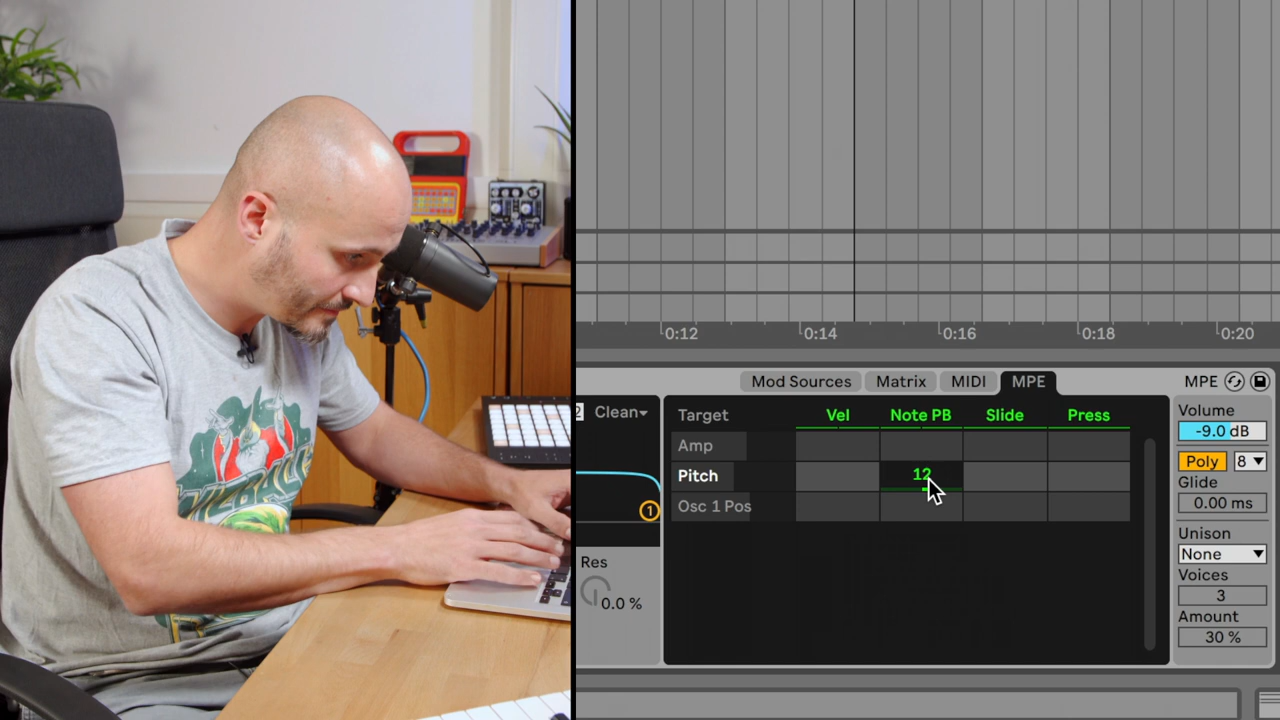 0:12 0:14 0:16 0:18 0:20
Mod Sources Matrix MIDI MPE MPE
2 Clean
Target Vel Note PB Slide Press
Volume
-9.0 dB
Amp
Poly 8
Pitch 12
Glide
0.00 ms
Osc 1 Pos
1
Unison
None
Res
Voices
0.0 %
3
Amount
30 %